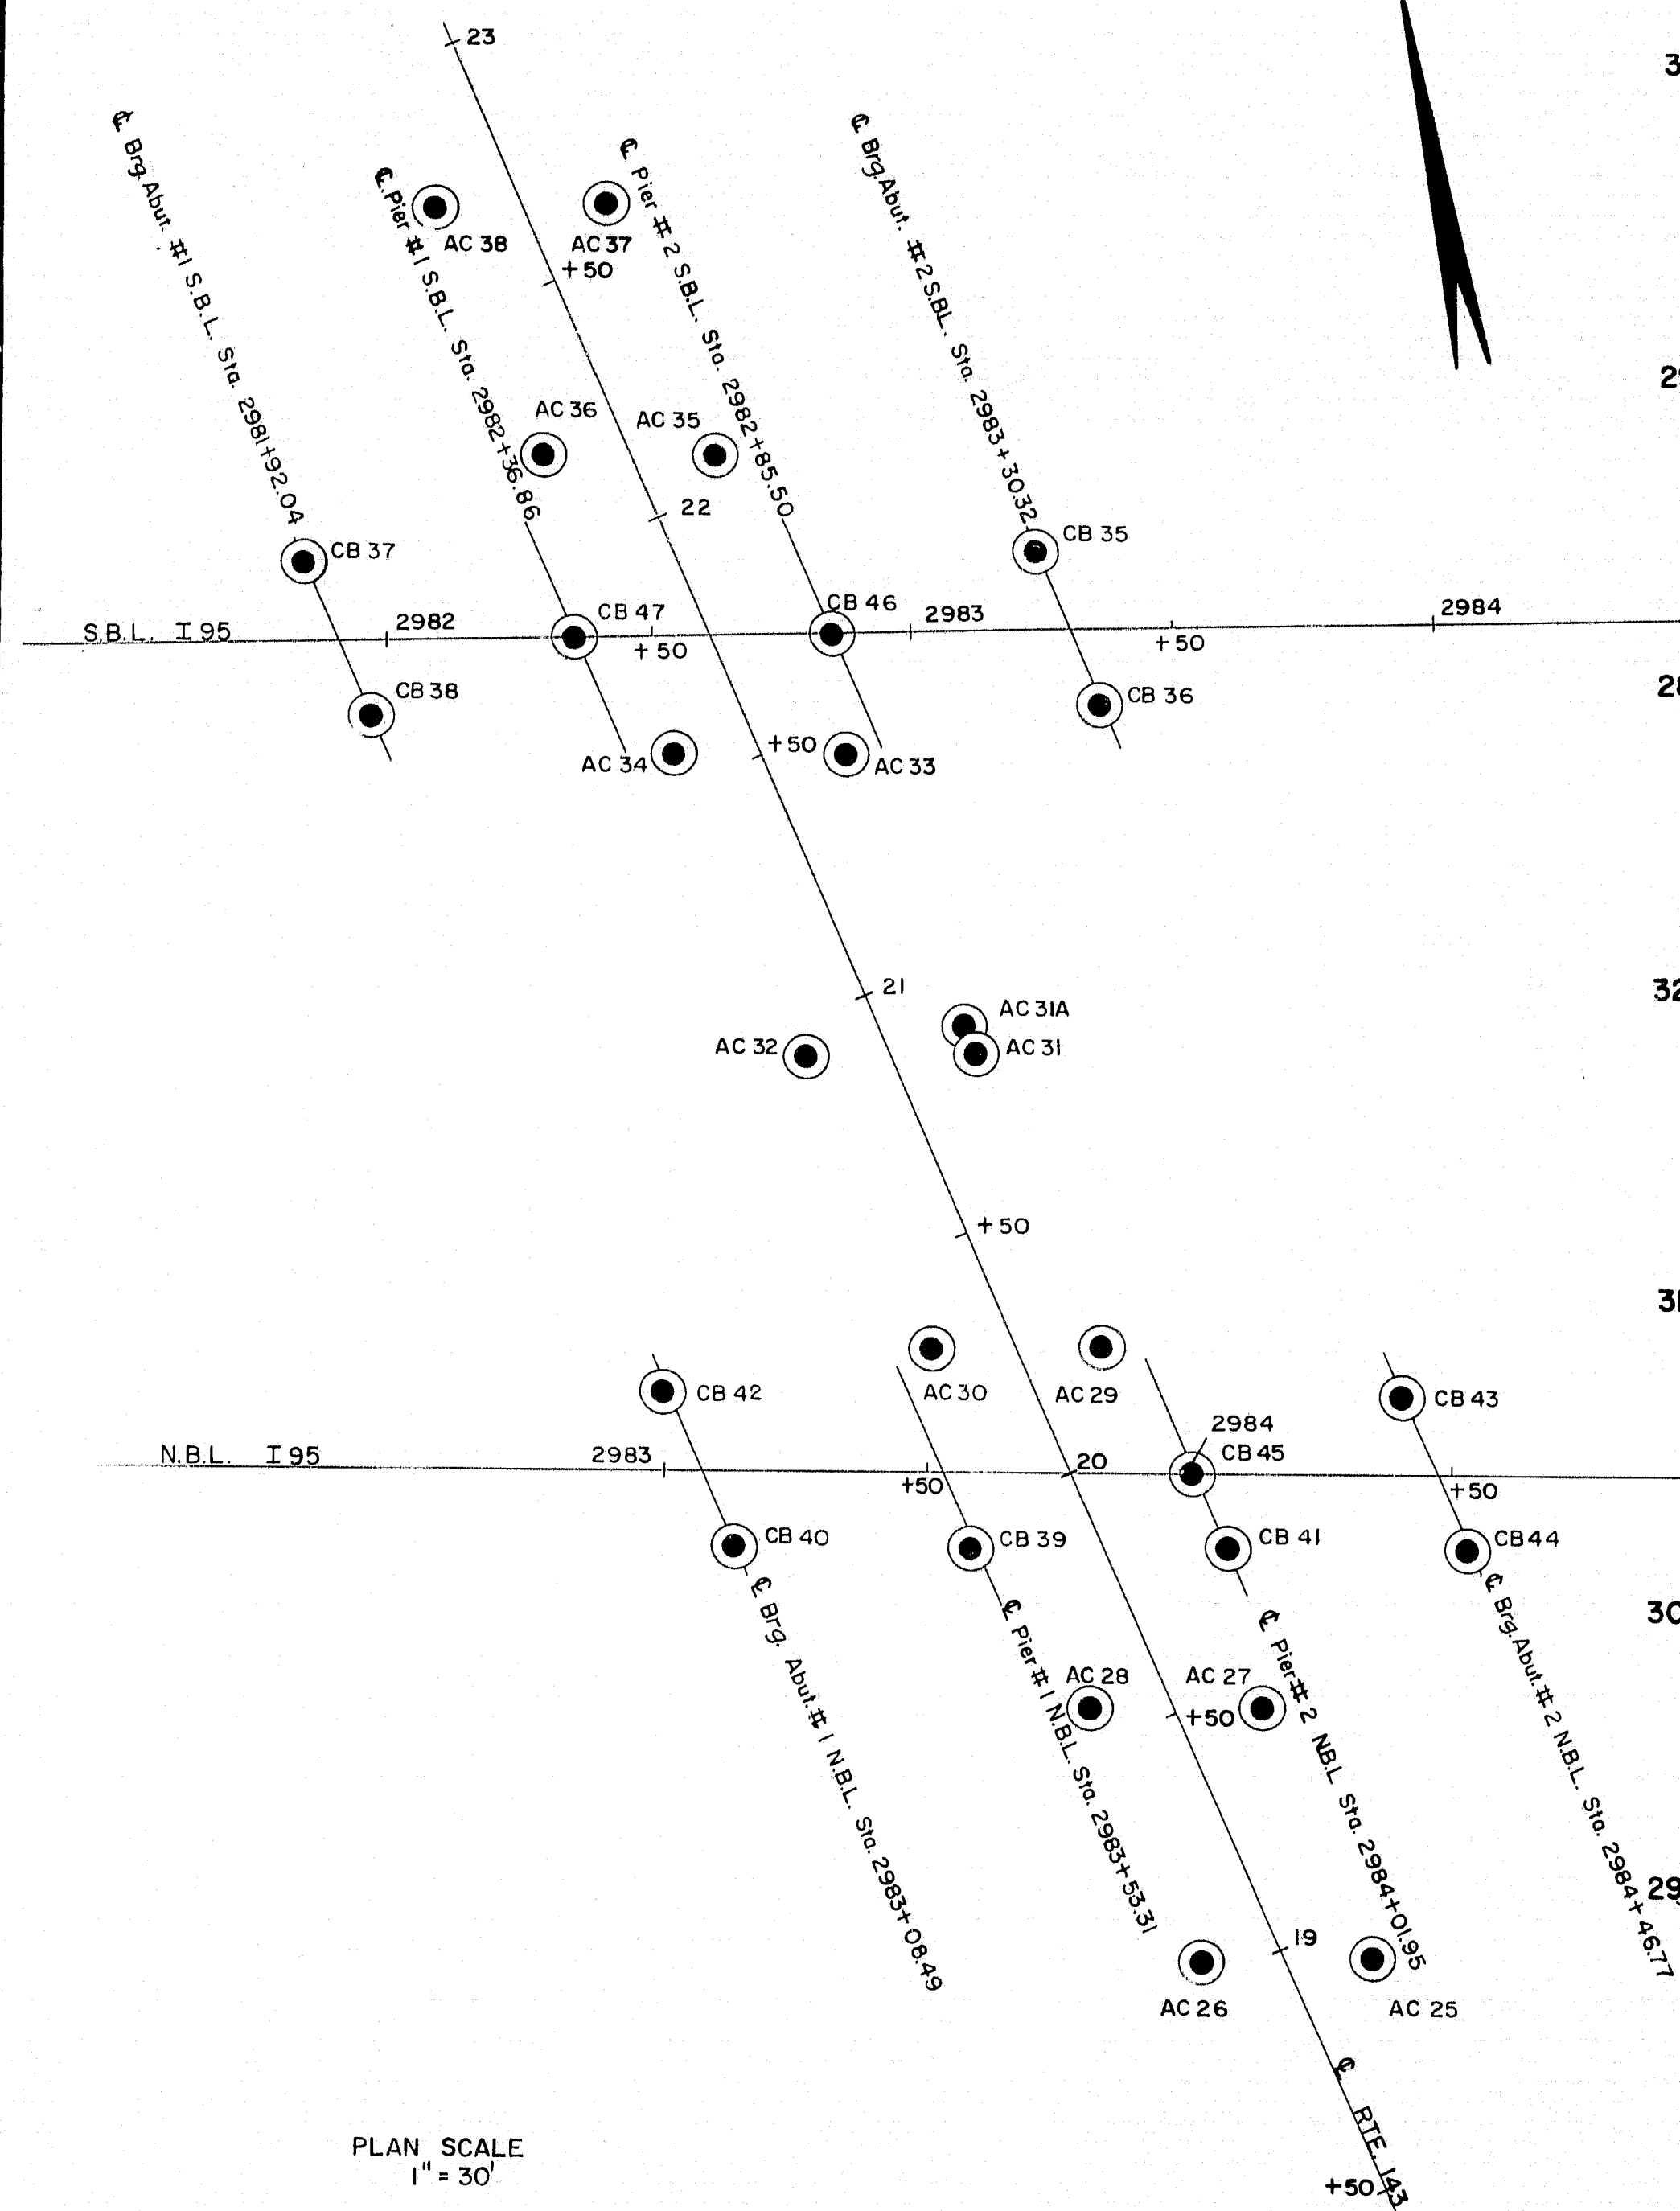 23
3
℄ Brg. Abut. #1 S.B.L. Sta. 2981+92.04
℄ Pier #1 S.B.L. Sta. 2982+36.86
℄ Pier #2 S.B.L. Sta. 2982+85.50
℄ Brg. Abut. #2 S.B.L. Sta. 2983+30.32
AC 38
AC 37
+50
29
AC 36
AC 35
22
CB 37
CB 35
S.B.L. I 95
2982
CB 47
CB 46
2983
2984
+50
+50
CB 38
CB 36
28
+50
AC 34
AC 33
21
32
AC 31A
AC 32
AC 31
+50
31
CB 42
AC 30
AC 29
CB 43
2984
N.B.L. I 95
2983
CB 45
20
+50
+50
CB 40
CB 39
CB 41
CB 44
℄ Brg. Abut. #1 N.B.L. Sta. 2983+08.49
℄ Pier #1 N.B.L. Sta. 2983+53.31
℄ Pier #2 N.B.L. Sta. 2984+01.95
℄ Brg. Abut. #2 N.B.L. Sta. 2984+46.77
30
AC 28
AC 27
+50
29
19
AC 26
AC 25
℄ RTE. 143
PLAN SCALE
1" = 30'
+50